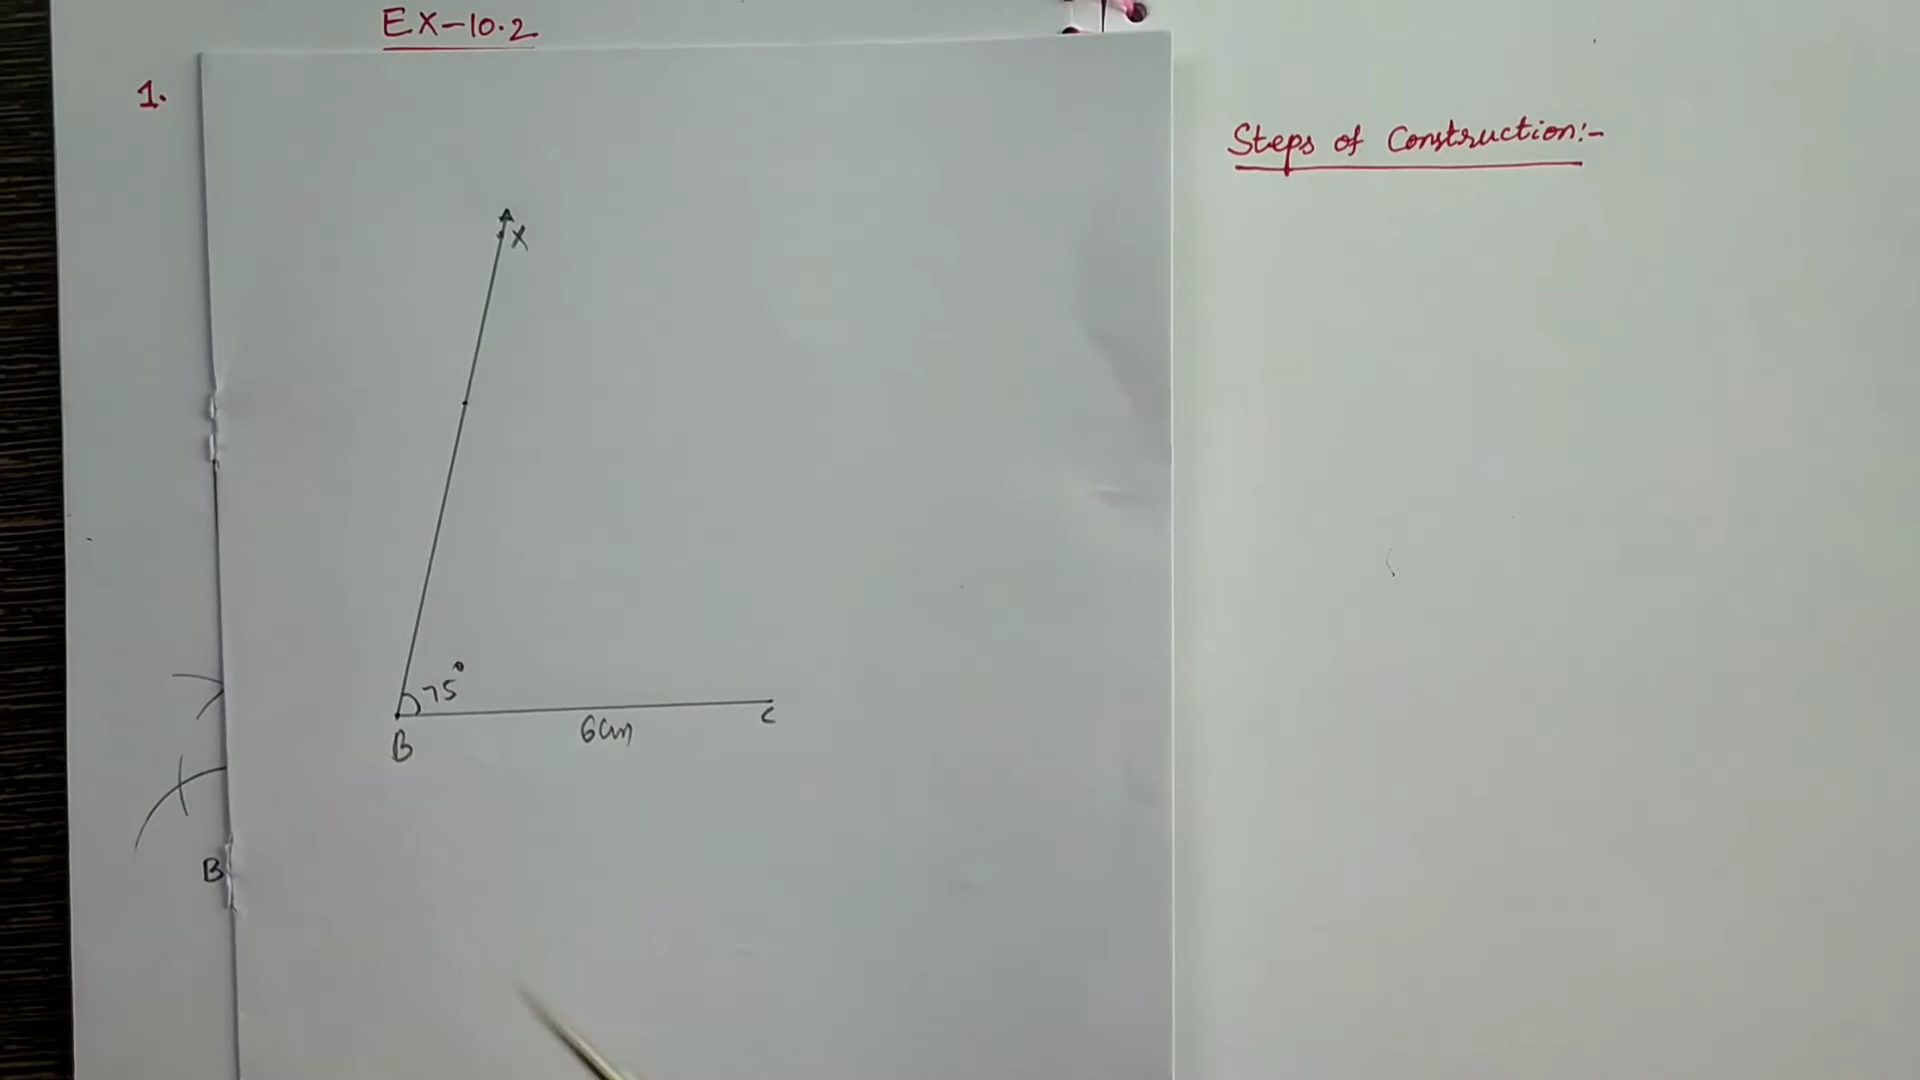 EX-10.2
1.
Steps of Construction:-
X
75°
B
6cm
C
B